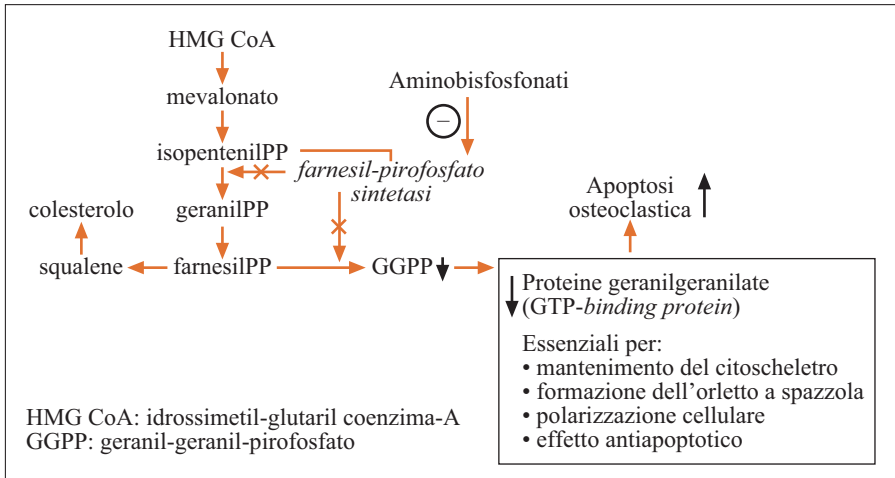 HMG CoA
Aminobisfosfonati
mevalonato
−
isopentenilPP
farnesil-pirofosfato
sintetasi
Apoptosi
osteoclastica
colesterolo
geranilPP
squalene
farnesilPP
GGPP
Proteine geranilgeranilate
(GTP-binding protein)
Essenziali per:
• mantenimento del citoscheletro
• formazione dell'orletto a spazzola
• polarizzazione cellulare
• effetto antiapoptotico
HMG CoA: idrossimetil-glutaril coenzima-A
GGPP: geranil-geranil-pirofosfato